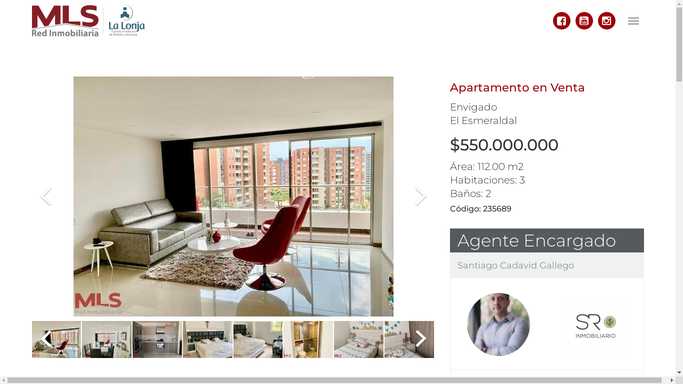 MLS
Red Inmobiliaria
La Lonja
Apartamento en Venta
Envigado
El Esmeraldal
$550.000.000
Área: 112.00 m2
Habitaciones: 3
Baños: 2
Código: 235689
Agente Encargado
Santiago Cadavid Gallego
MLS
SR
INMOBILIARIO